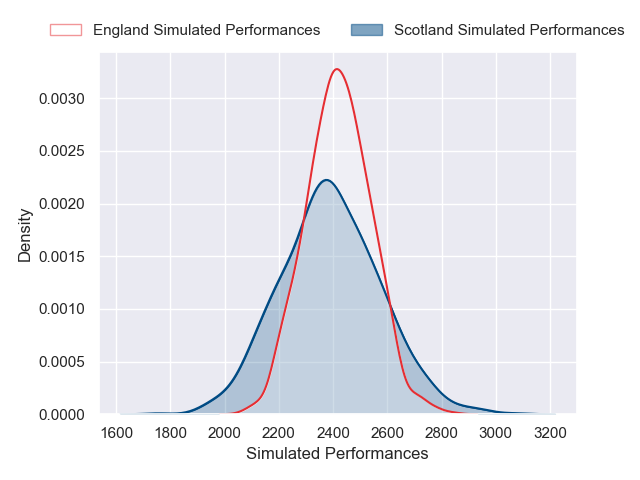 England Simulated Performances
Scotland Simulated Performances
0.0030
0.0025
0.0020
0.0015
0.0010
0.0005
0.0000
Density
1600 1800 2000 2200 2400 2600 2800 3000 3200
Simulated Performances